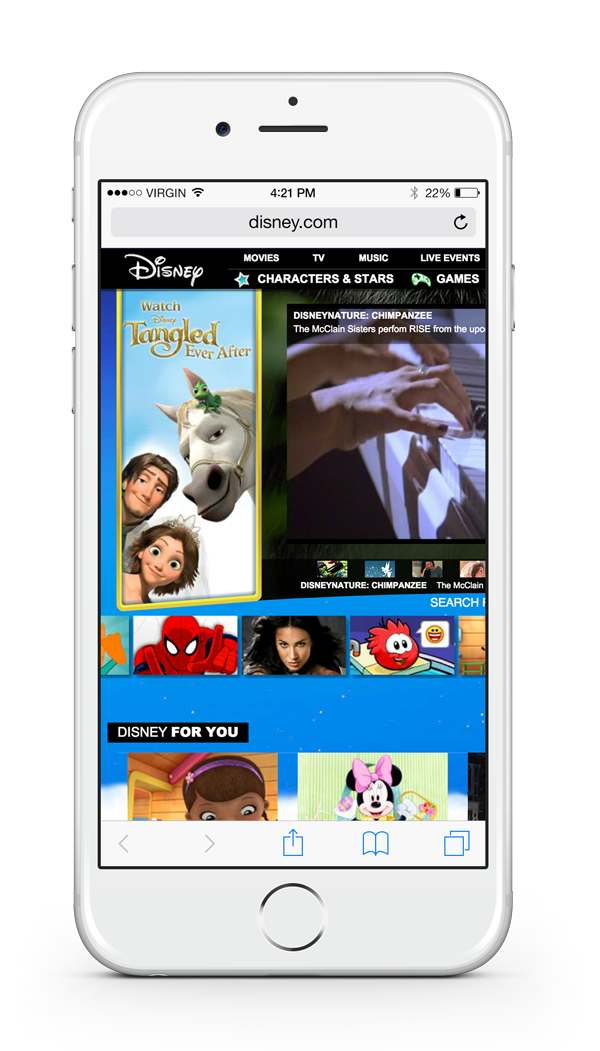 VIRGIN 4:21 PM 22%
disney.com
Disney
MOVIES TV MUSIC LIVE EVENTS
CHARACTERS & STARS GAMES
Watch
Disney
Tangled
Ever After
DISNEYNATURE: CHIMPANZEE
The McClain Sisters perfom RISE from the upc
DISNEYNATURE: CHIMPANZEE The McClain
SEARCH
DISNEY FOR YOU